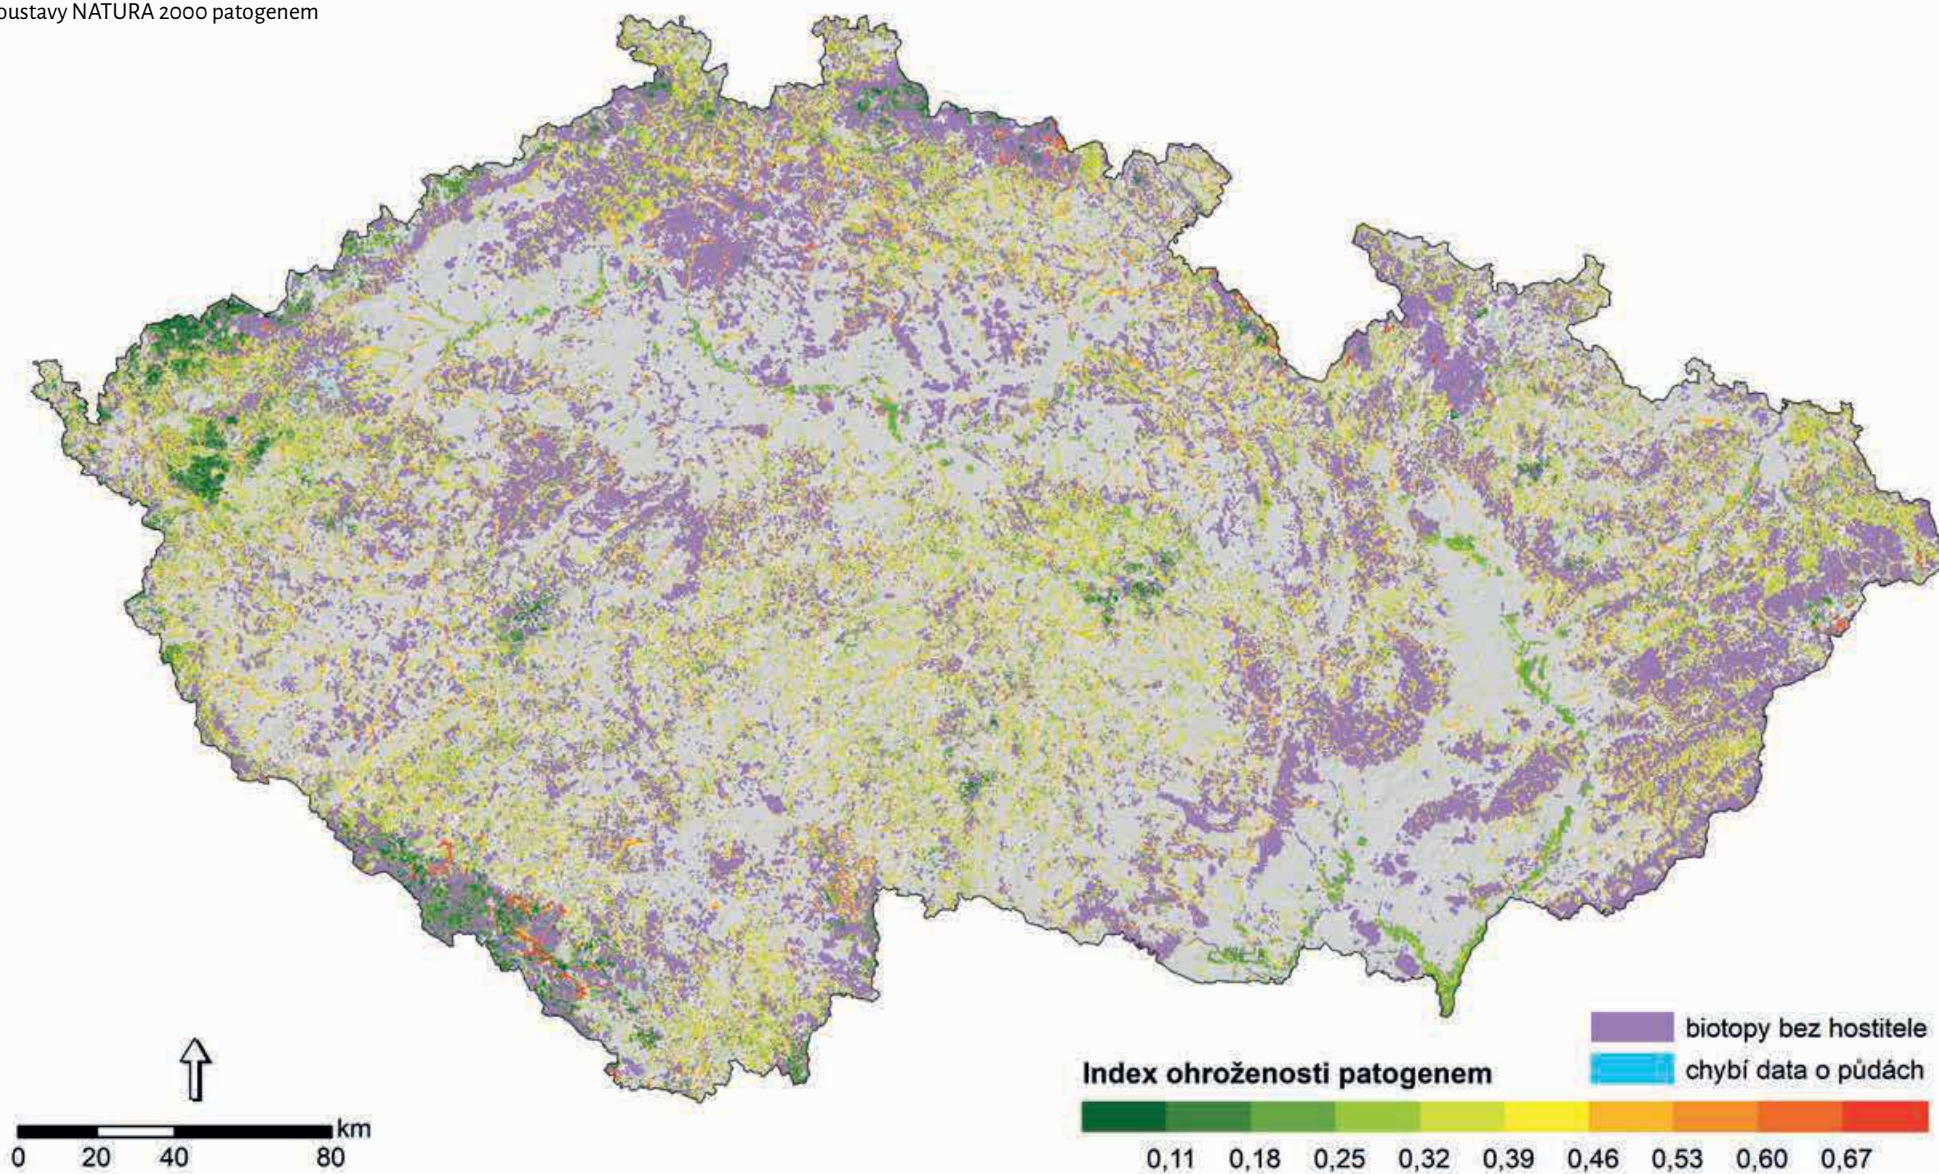 oustavy NATURA 2000 patogenem
biotopy bez hostitele
chybí data o půdách
Index ohroženosti patogenem
0,11 0,18 0,25 0,32 0,39 0,46 0,53 0,60 0,67
km
0 20 40 80